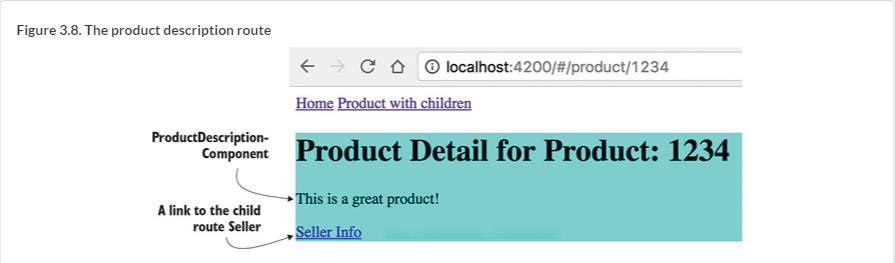 Figure 3.8. The product description route
localhost:4200/#/product/1234
Home Product with children
ProductDescription-
Component
Product Detail for Product: 1234
This is a great product!
A link to the child
route Seller
Seller Info